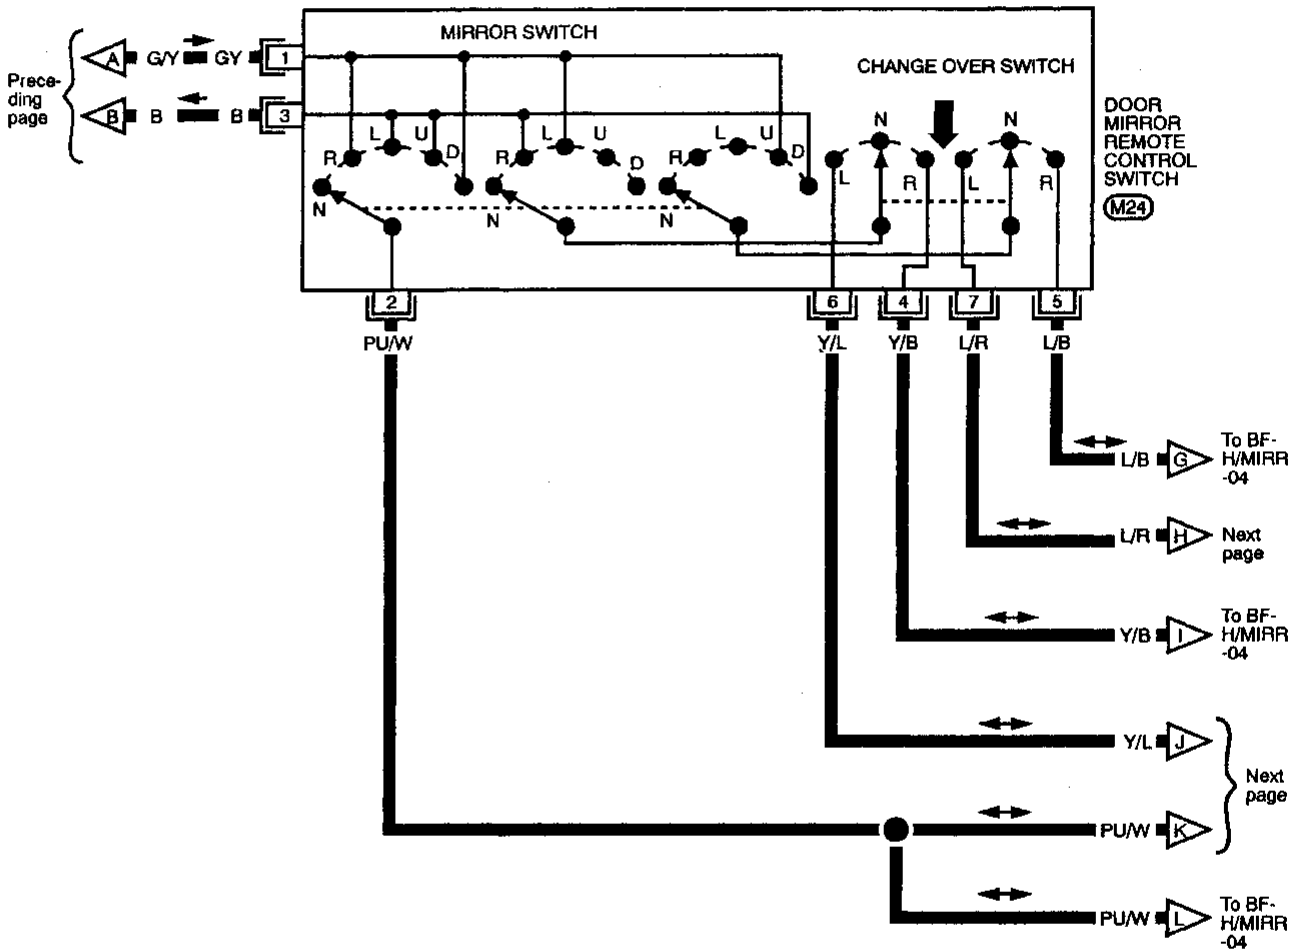 MIRROR SWITCH
CHANGE OVER SWITCH
Prece-
ding
page
A G/Y GY 1
B B B 3
DOOR
MIRROR
REMOTE
CONTROL
SWITCH
M24
N R L U D
N R L U D
N R L U D
L N R
L N R
2 6 4 7 5
PU/W Y/L Y/B L/R L/B
L/B G To BF-
H/MIRR
-04
L/R H Next
page
Y/B I To BF-
H/MIRR
-04
Y/L J
Next
page
PU/W K
PU/W L To BF-
H/MIRR
-04